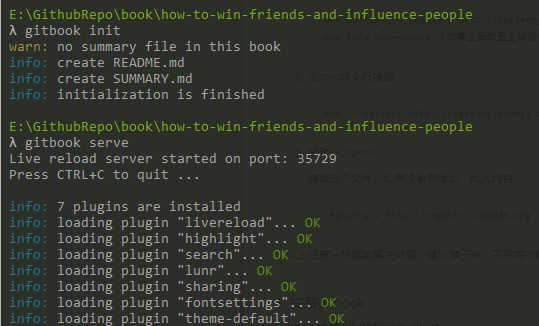 E:\GithubRepo\book\how-to-win-friends-and-influence-people
λ gitbook init
warn: no summary file in this book
info: create README.md
info: create SUMMARY.md
info: initialization is finished
E:\GithubRepo\book\how-to-win-friends-and-influence-people
λ gitbook serve
Live reload server started on port: 35729
Press CTRL+C to quit ...
info: 7 plugins are installed
info: loading plugin "livereload"... OK
info: loading plugin "highlight"... OK
info: loading plugin "search"... OK
info: loading plugin "lunr"... OK
info: loading plugin "sharing"... OK
info: loading plugin "fontsettings"... OK
info: loading plugin "theme-default"... OK